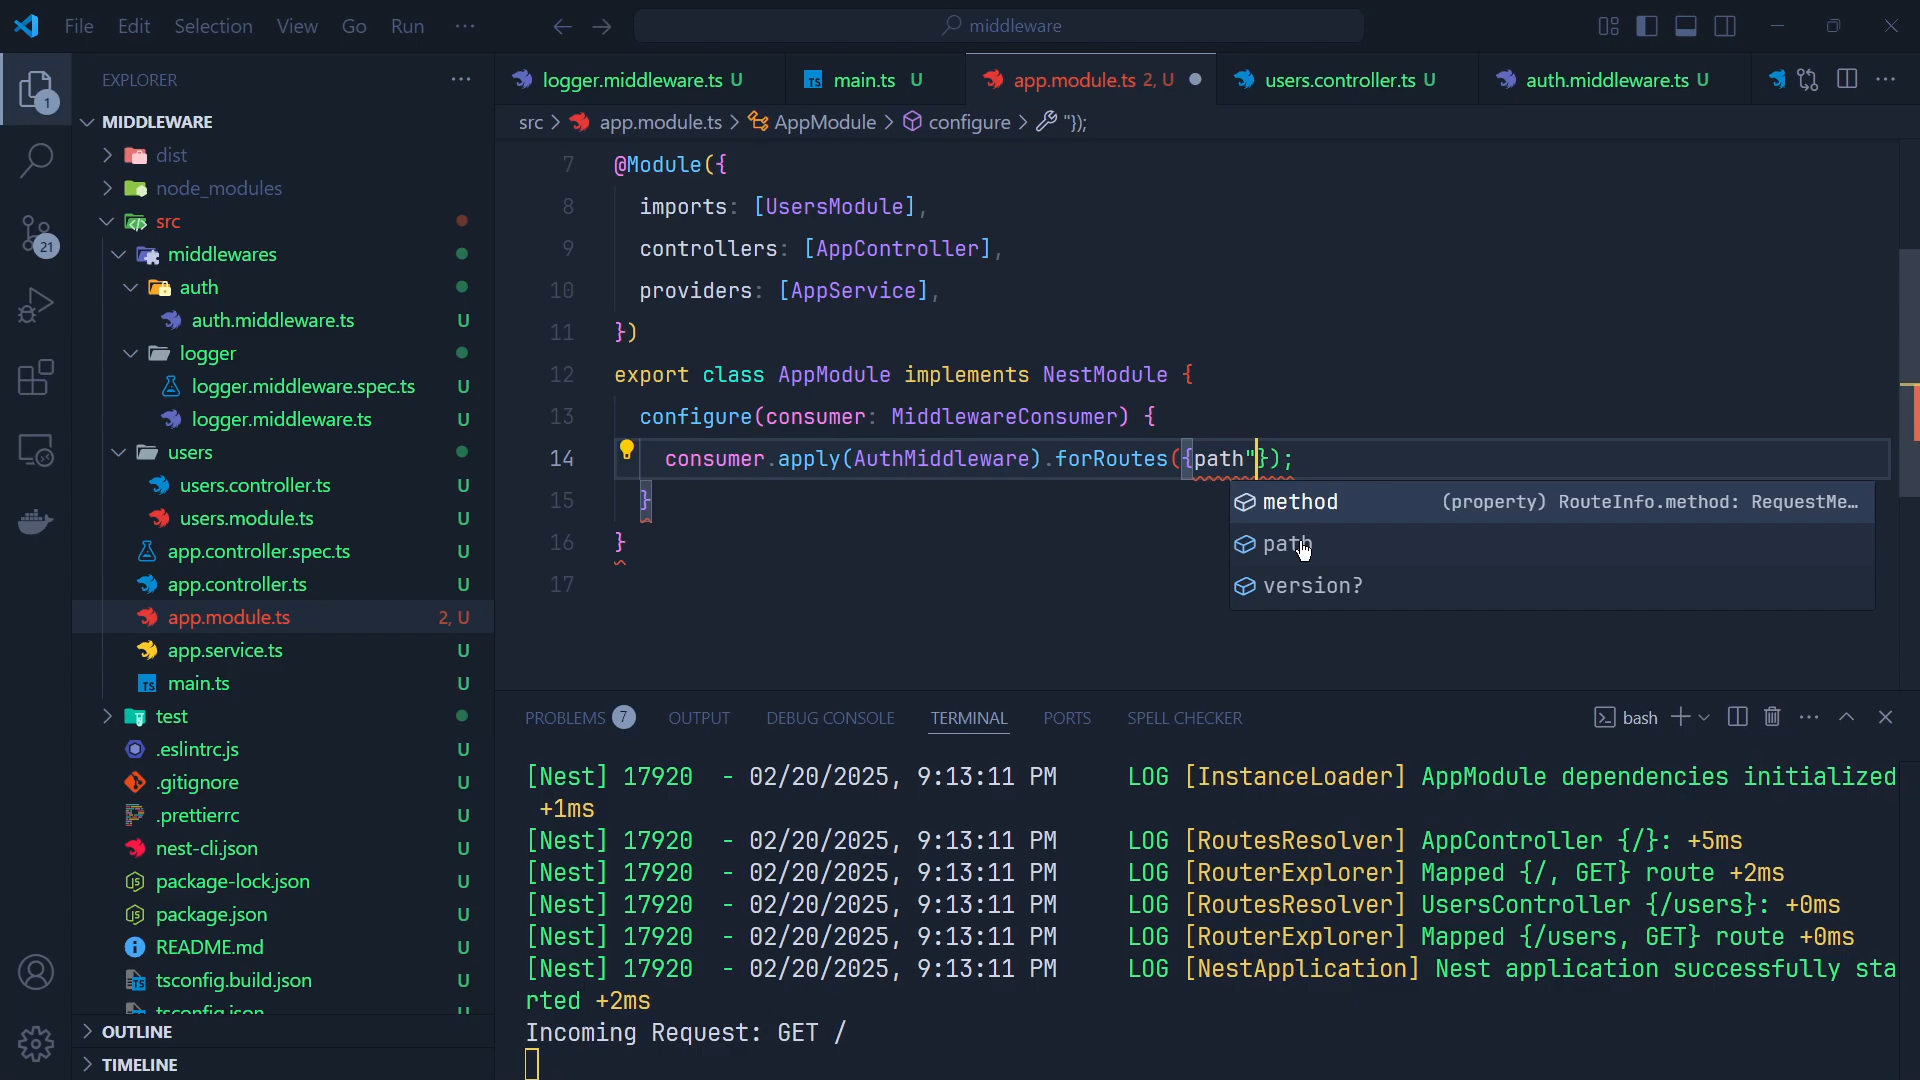 File Edit Selection View Go Run ··· middleware
EXPLORER
MIDDLEWARE
dist
node_modules
src
middlewares
auth
auth.middleware.ts U
logger
logger.middleware.spec.ts U
logger.middleware.ts U
users
users.controller.ts U
users.module.ts U
app.controller.spec.ts U
app.controller.ts U
app.module.ts 2, U
app.service.ts U
main.ts U
test
.eslintrc.js U
.gitignore U
.prettierrc U
nest-cli.json U
package-lock.json U
package.json U
README.md U
tsconfig.build.json U
tsconfig.json U
OUTLINE
TIMELINE
1
21
logger.middleware.ts U main.ts U app.module.ts 2, U users.controller.ts U auth.middleware.ts U
src > app.module.ts > AppModule > configure > "});
7 @Module({
8 imports: [UsersModule],
9 controllers: [AppController],
10 providers: [AppService],
11 })
12 export class AppModule implements NestModule {
13 configure(consumer: MiddlewareConsumer) {
14 consumer.apply(AuthMiddleware).forRoutes({path"});
15 }
16 }
17
method (property) RouteInfo.method: RequestMe…
path
version?
PROBLEMS 7 OUTPUT DEBUG CONSOLE TERMINAL PORTS SPELL CHECKER bash
[Nest] 17920 - 02/20/2025, 9:13:11 PM LOG [InstanceLoader] AppModule dependencies initialized
+1ms
[Nest] 17920 - 02/20/2025, 9:13:11 PM LOG [RoutesResolver] AppController {/}: +5ms
[Nest] 17920 - 02/20/2025, 9:13:11 PM LOG [RouterExplorer] Mapped {/, GET} route +2ms
[Nest] 17920 - 02/20/2025, 9:13:11 PM LOG [RoutesResolver] UsersController {/users}: +0ms
[Nest] 17920 - 02/20/2025, 9:13:11 PM LOG [RouterExplorer] Mapped {/users, GET} route +0ms
[Nest] 17920 - 02/20/2025, 9:13:11 PM LOG [NestApplication] Nest application successfully sta
rted +2ms
Incoming Request: GET /